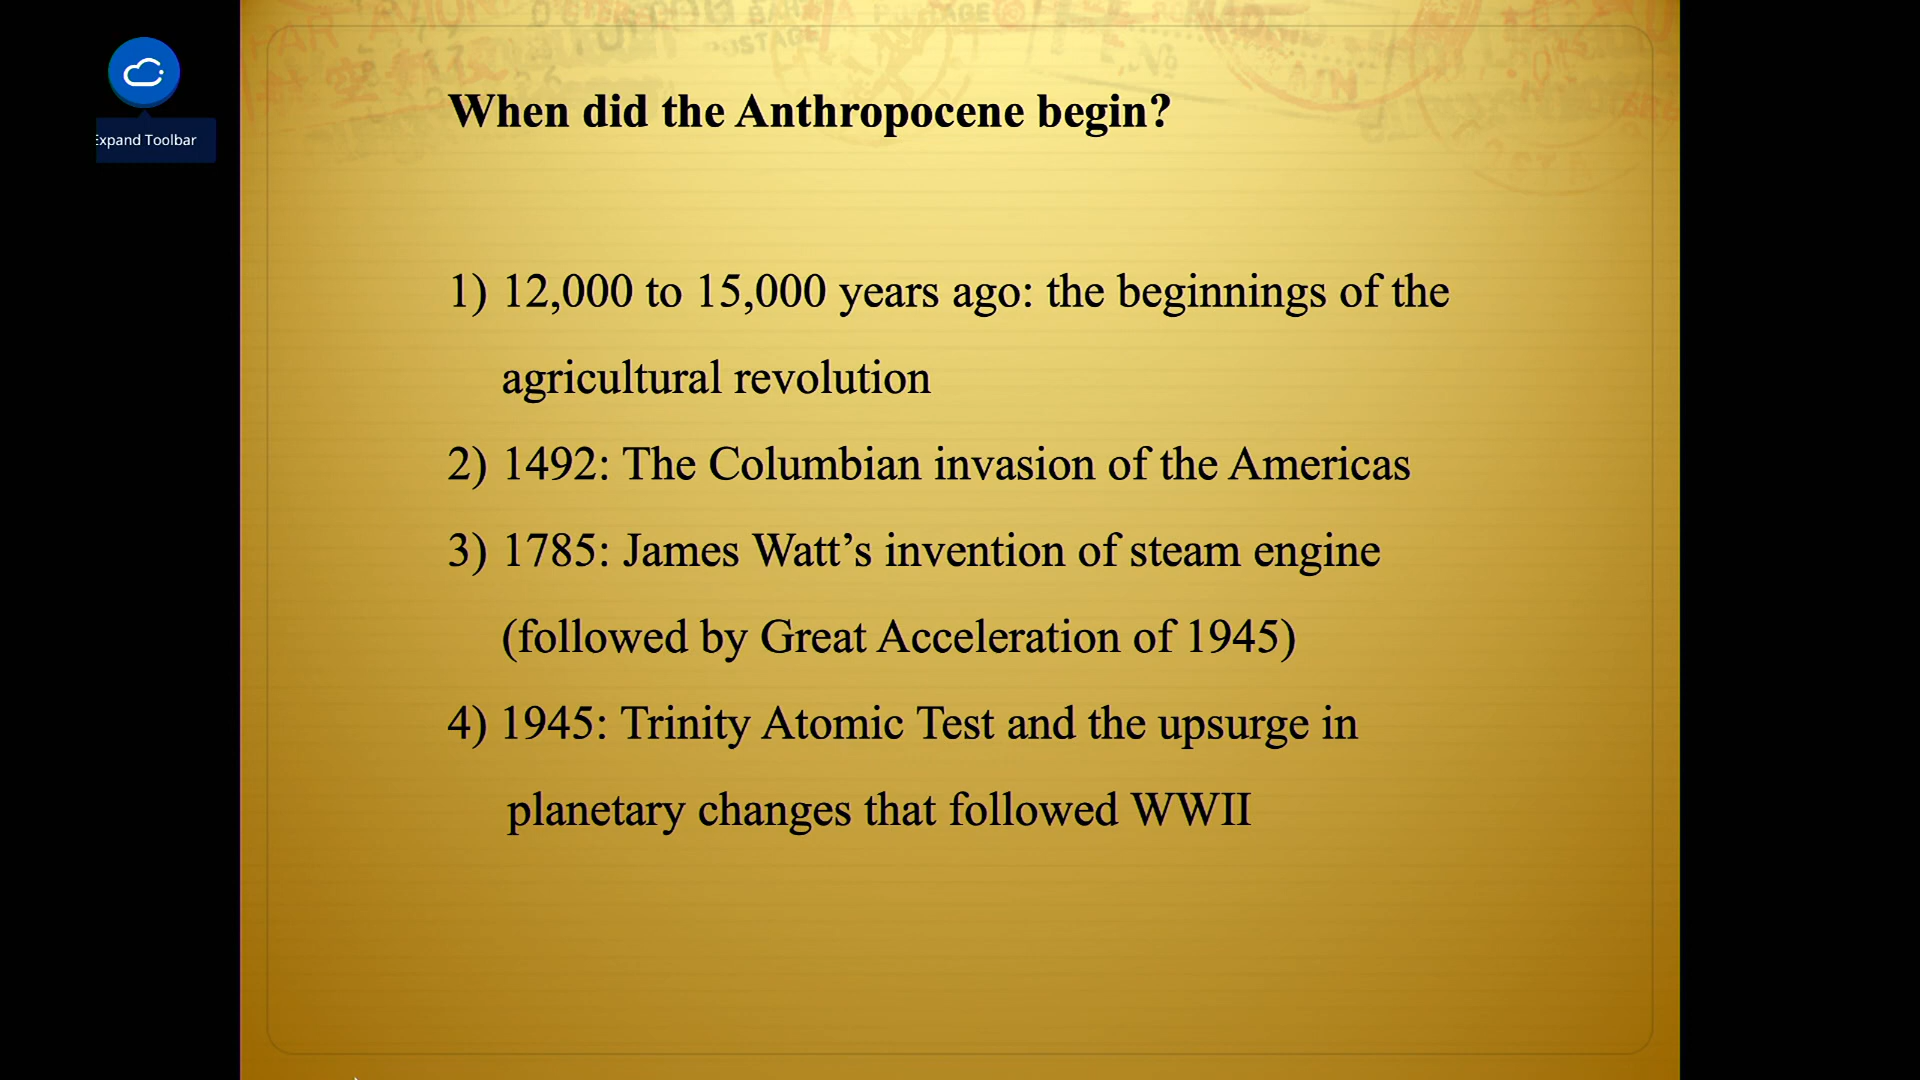 Expand Toolbar
When did the Anthropocene begin?
1) 12,000 to 15,000 years ago: the beginnings of the
agricultural revolution
2) 1492: The Columbian invasion of the Americas
3) 1785: James Watt’s invention of steam engine
(followed by Great Acceleration of 1945)
4) 1945: Trinity Atomic Test and the upsurge in
planetary changes that followed WWII